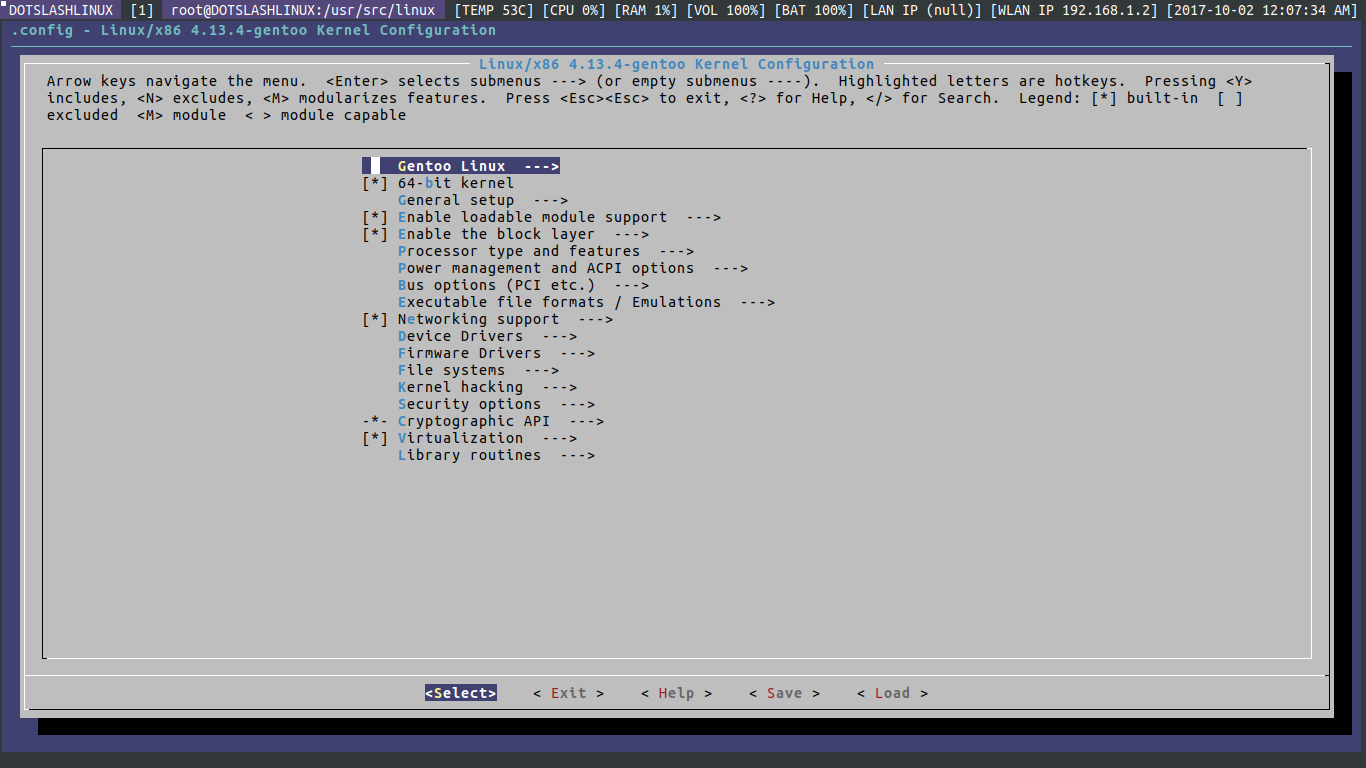 DOTSLASHLINUX [1] root@DOTSLASHLINUX:/usr/src/linux [TEMP 53C] [CPU 0%] [RAM 1%] [VOL 100%] [BAT 100%] [LAN IP (null)] [WLAN IP 192.168.1.2] [2017-10-02 12:07:34 AM]
.config - Linux/x86 4.13.4-gentoo Kernel Configuration
Linux/x86 4.13.4-gentoo Kernel Configuration
Arrow keys navigate the menu.  <Enter> selects submenus ---> (or empty submenus ----).  Highlighted letters are hotkeys.  Pressing <Y>
includes, <N> excludes, <M> modularizes features.  Press <Esc><Esc> to exit, <?> for Help, </> for Search.  Legend: [*] built-in  [ ]
excluded  <M> module  < > module capable
Gentoo Linux  --->
[*] 64-bit kernel
General setup  --->
[*] Enable loadable module support  --->
[*] Enable the block layer  --->
Processor type and features  --->
Power management and ACPI options  --->
Bus options (PCI etc.)  --->
Executable file formats / Emulations  --->
[*] Networking support  --->
Device Drivers  --->
Firmware Drivers  --->
File systems  --->
Kernel hacking  --->
Security options  --->
-*- Cryptographic API  --->
[*] Virtualization  --->
Library routines  --->
<Select>    < Exit >    < Help >    < Save >    < Load >